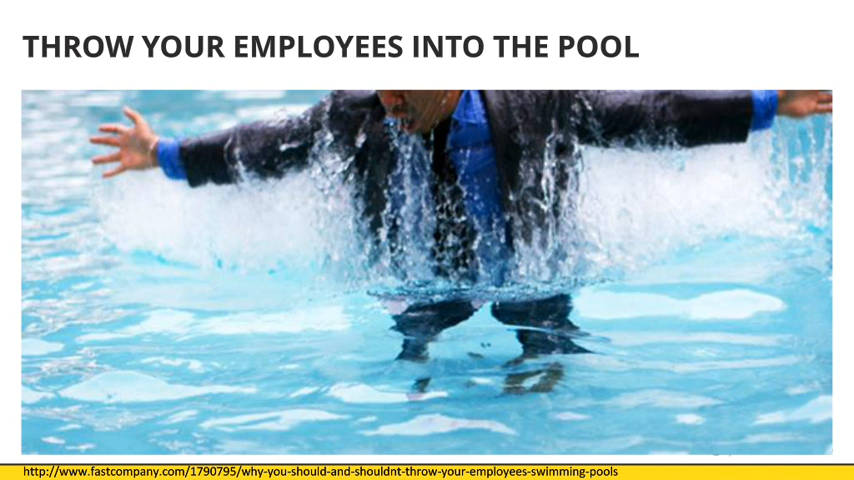 THROW YOUR EMPLOYEES INTO THE POOL
http://www.fastcompany.com/1790795/why-you-should-and-shouldnt-throw-your-employees-swimming-pools